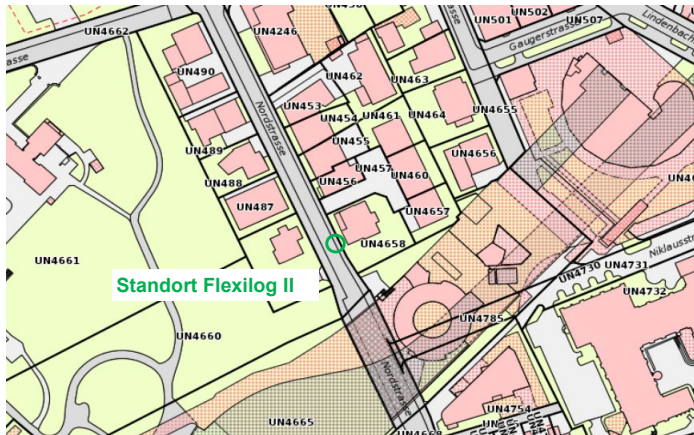 UN4662
UN4246
UN501
UN502
UN507
Lindenbach
Gaugerstrasse
rasse
UN490
UN462
UN463
UN453
UN464
UN4655
UN454
UN461
Nordstrasse
UN455
UN489
UN4656
UN457
UN488
UN456
UN460
UN487
UN4657
UN4658
Niklausstr
UN4661
UN4731
UN4730
Standort Flexilog II
UN4732
UN4785
UN4660
Nordstrasse
UN4754
UN4665
UN4668